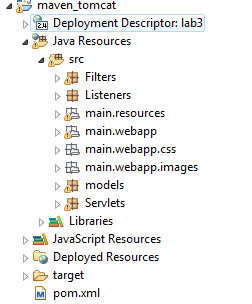 maven_tomcat
Deployment Descriptor: lab3
Java Resources
src
Filters
Listeners
main.resources
main.webapp
main.webapp.css
main.webapp.images
models
Servlets
Libraries
JavaScript Resources
Deployed Resources
target
pom.xml